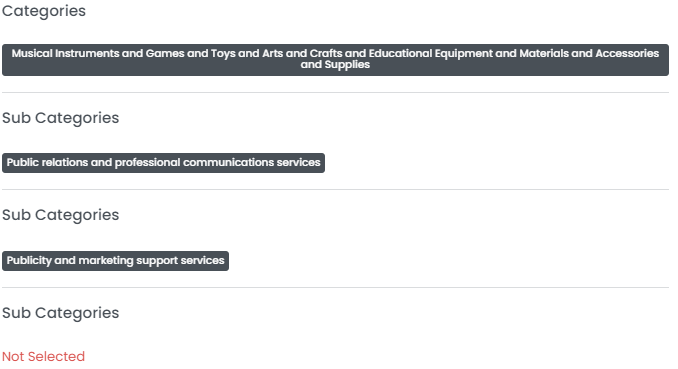 Categories
Musical Instruments and Games and Toys and Arts and Crafts and Educational Equipment and Materials and Accessories
and Supplies
Sub Categories
Public relations and professional communications services
Sub Categories
Publicity and marketing support services
Sub Categories
Not Selected